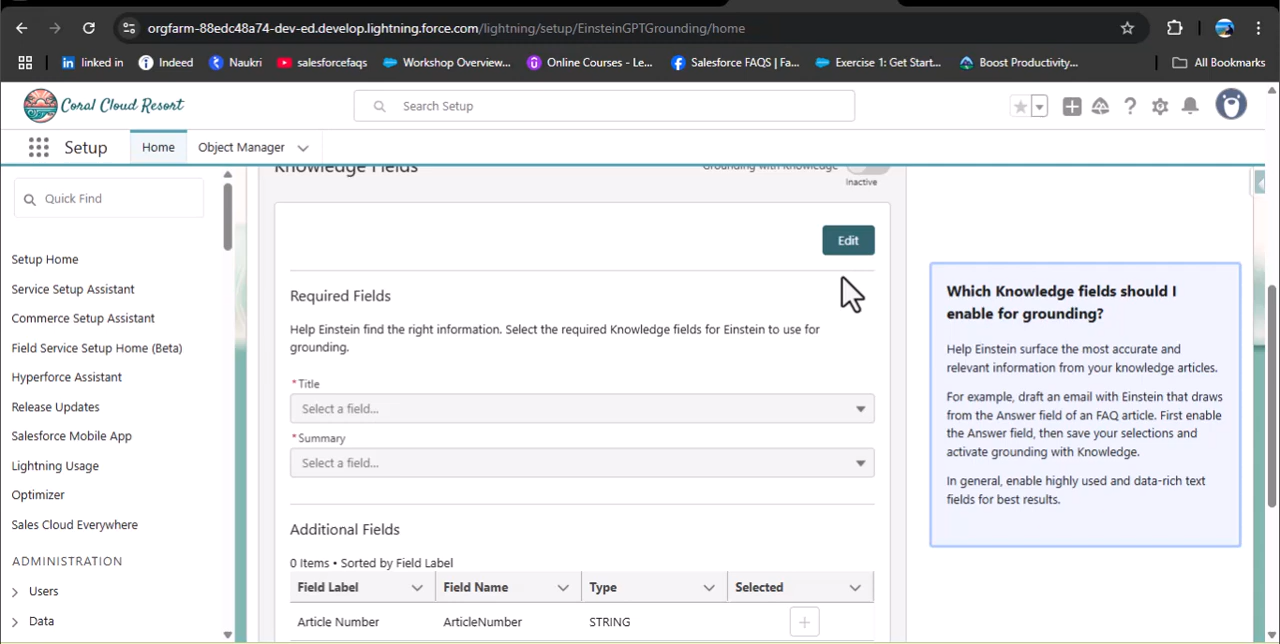 orgfarm-88edc48a74-dev-ed.develop.lightning.force.com/lightning/setup/EinsteinGPTGrounding/home
linked in
Indeed
Naukri
salesforcefaqs
Workshop Overview...
Online Courses - Le...
Salesforce FAQS | Fa...
Exercise 1: Get Start...
Boost Productivity...
All Bookmarks
Coral Cloud Resort
Search Setup
Setup
Home
Object Manager
Quick Find
Setup Home
Service Setup Assistant
Commerce Setup Assistant
Field Service Setup Home (Beta)
Hyperforce Assistant
Release Updates
Salesforce Mobile App
Lightning Usage
Optimizer
Sales Cloud Everywhere
ADMINISTRATION
Users
Data
Knowledge Fields
Grounding with Knowledge
Inactive
Edit
Required Fields
Help Einstein find the right information. Select the required Knowledge fields for Einstein to use for
grounding.
*Title
Select a field...
*Summary
Select a field...
Additional Fields
0 Items • Sorted by Field Label
Field Label Field Name Type Selected
Article Number ArticleNumber STRING
Which Knowledge fields should I
enable for grounding?
Help Einstein surface the most accurate and
relevant information from your knowledge articles.
For example, draft an email with Einstein that draws
from the Answer field of an FAQ article. First enable
the Answer field, then save your selections and
activate grounding with Knowledge.
In general, enable highly used and data-rich text
fields for best results.